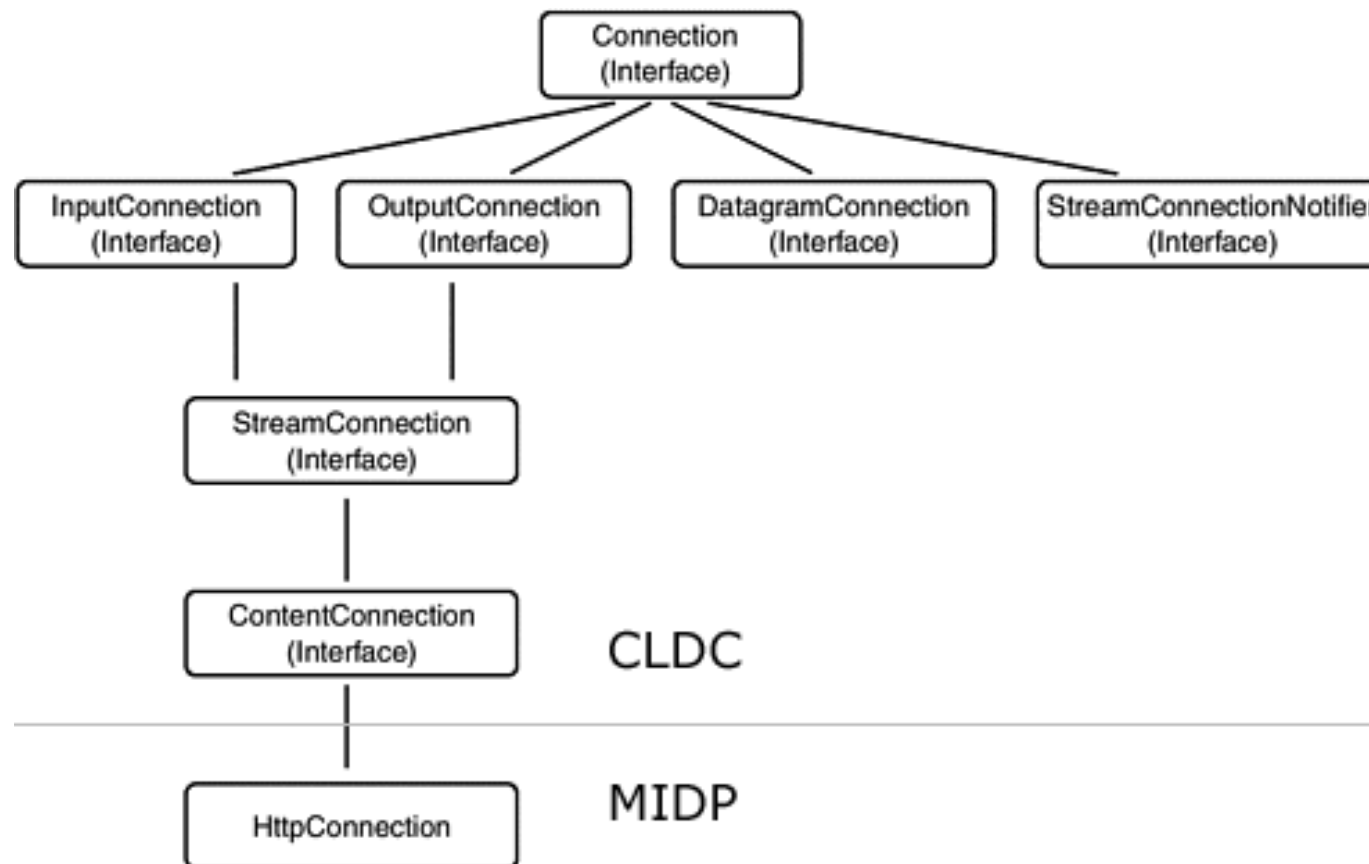 Connection
(Interface)
InputConnection
(Interface)
OutputConnection
(Interface)
DatagramConnection
(Interface)
StreamConnectionNotifier
(Interface)
StreamConnection
(Interface)
ContentConnection
(Interface)
CLDC
HttpConnection
MIDP